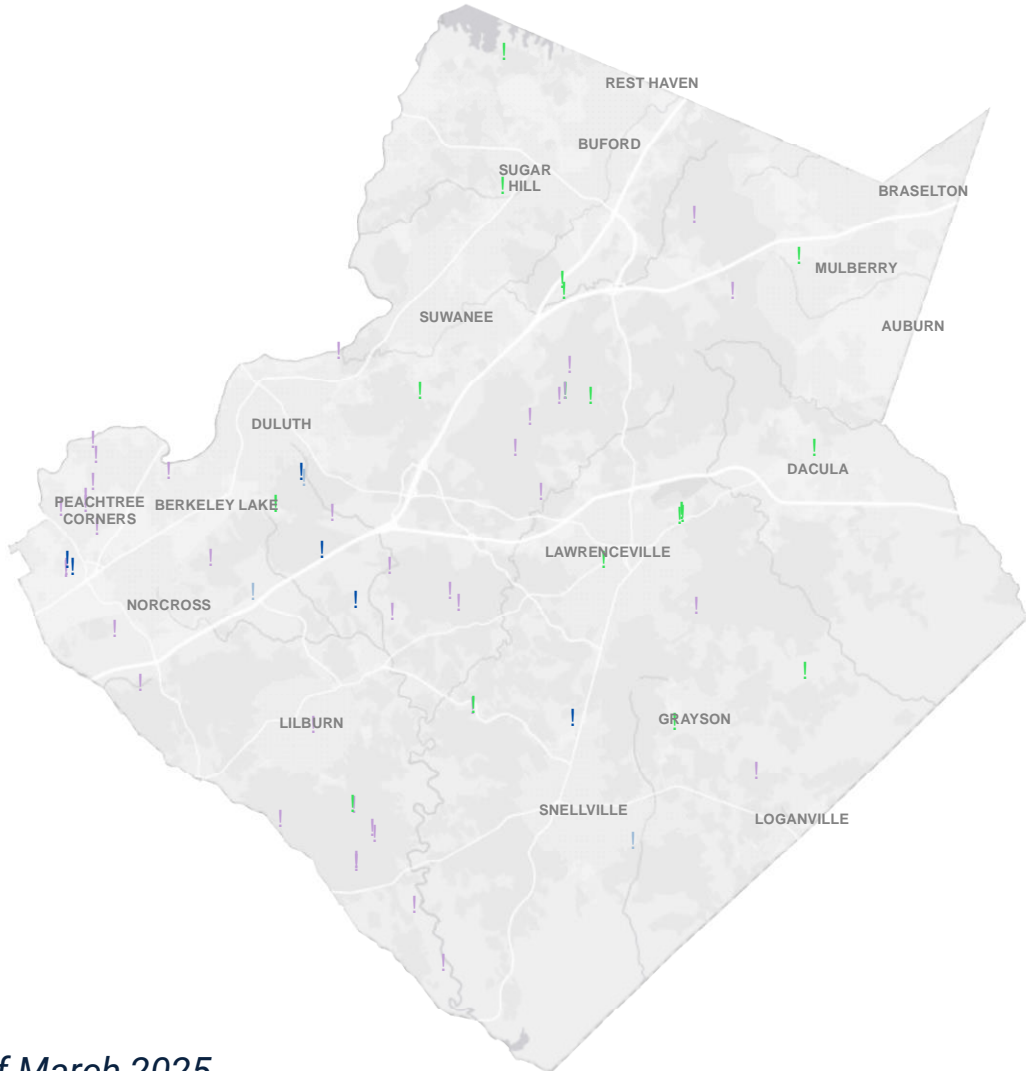 REST HAVEN
BUFORD
SUGAR
HILL
BRASELTON
MULBERRY
SUWANEE
AUBURN
DULUTH
DACULA
PEACHTREE
CORNERS
BERKELEY LAKE
LAWRENCEVILLE
NORCROSS
LILBURN
GRAYSON
SNELLVILLE
LOGANVILLE
f March 2025